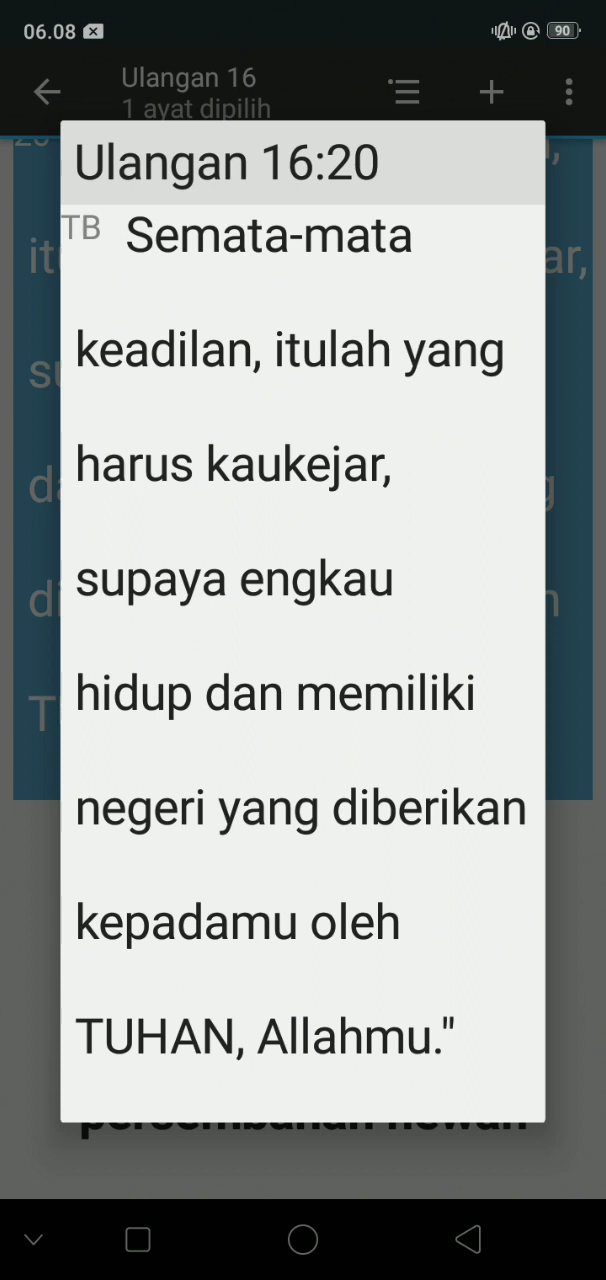 06.08
90
Ulangan 16
1 ayat dipilih
Ulangan 16:20
TB Semata-mata
keadilan, itulah yang
harus kaukejar,
supaya engkau
hidup dan memiliki
negeri yang diberikan
kepadamu oleh
TUHAN, Allahmu."